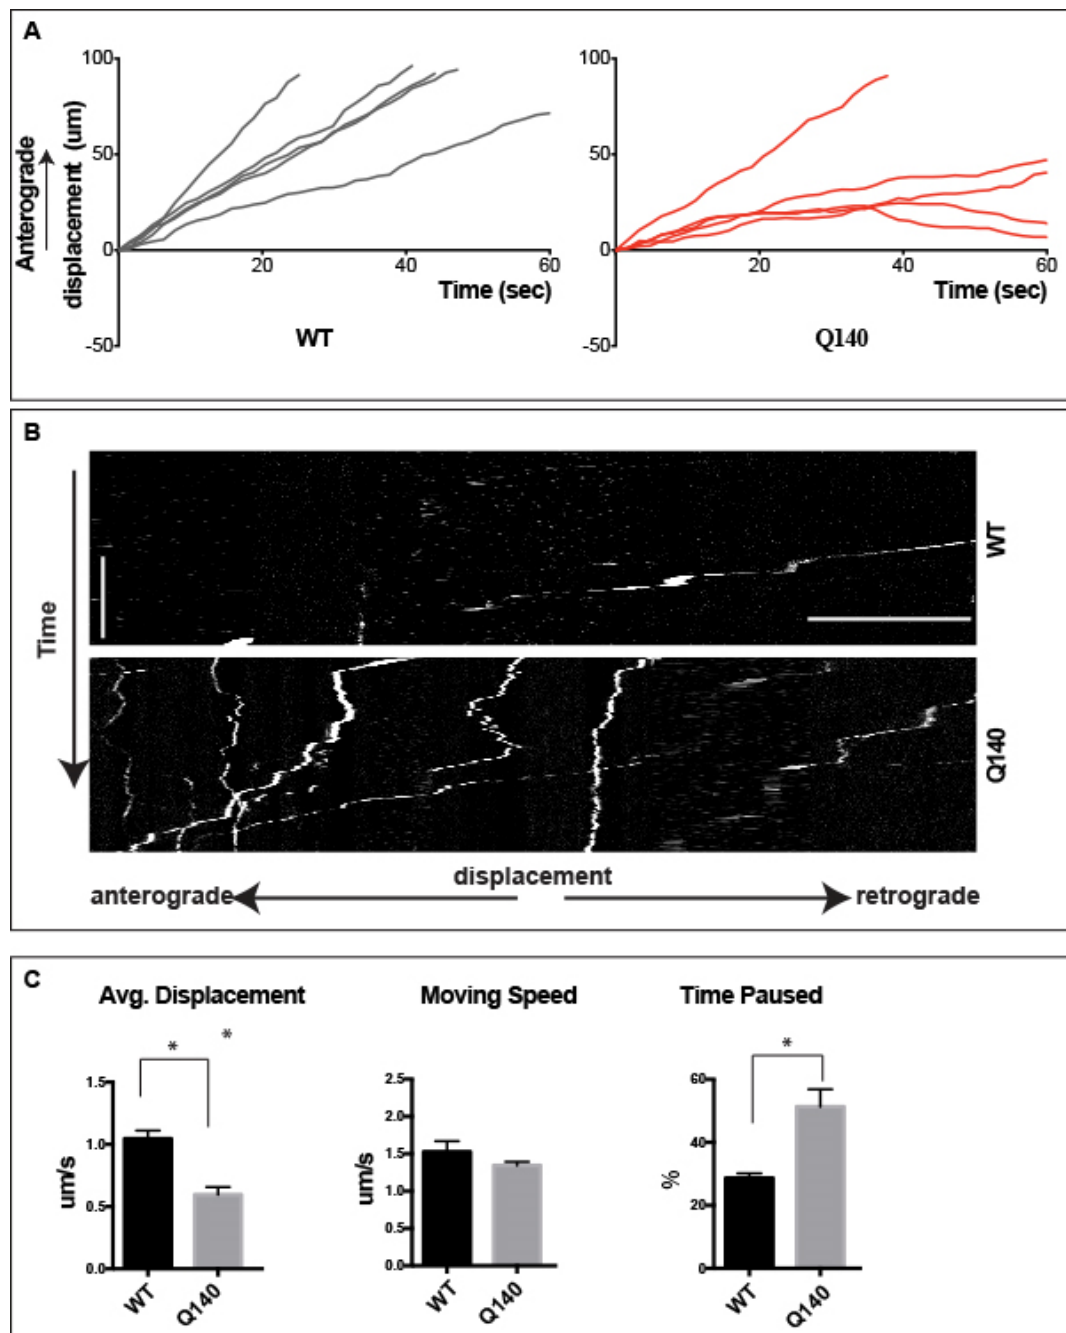 A
100
50
0
-50
Anterograde
displacement (um)
20
40
60
Time (sec)
WT
100
50
0
-50
20
40
60
Time (sec)
Q140
B
Time
WT
Q140
anterograde
displacement
retrograde
C
Avg. Displacement
*
*
1.5
1.0
0.5
0.0
um/s
WT
Q140
Moving Speed
2.5
2.0
1.5
1.0
0.5
0.0
um/s
WT
Q140
Time Paused
*
60
40
20
0
%
WT
Q140